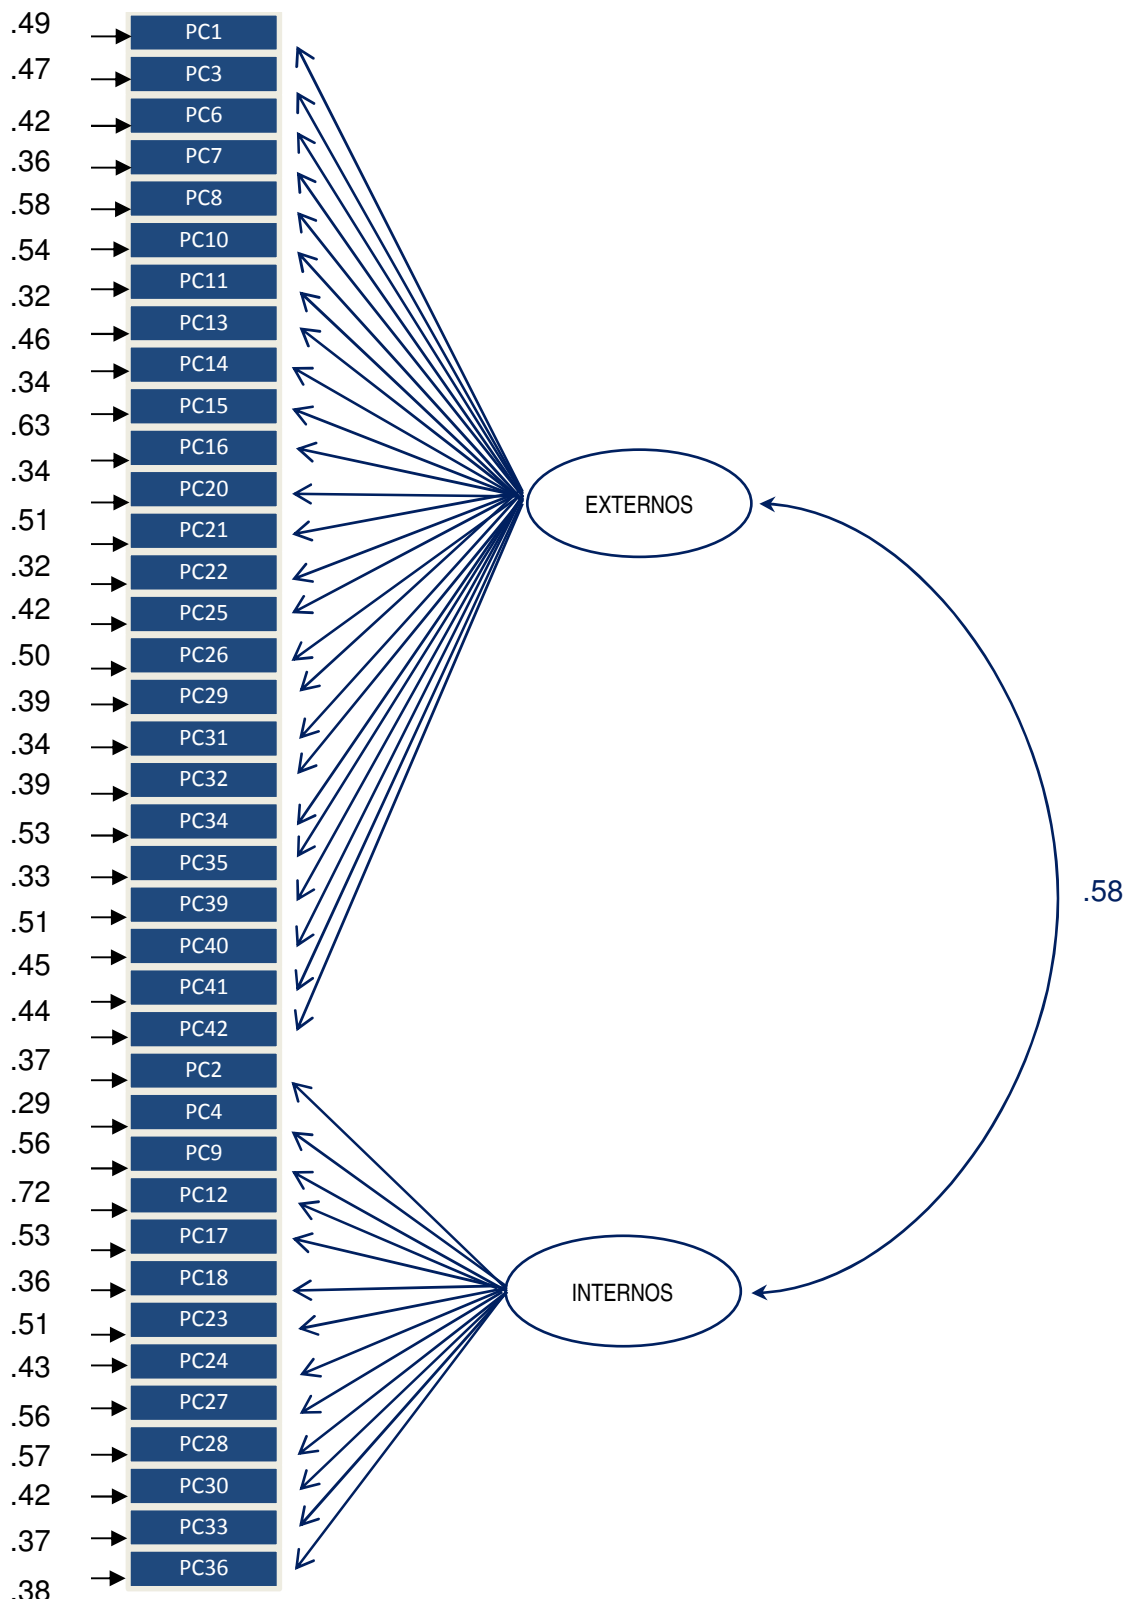 .49 PC1
.47 PC3
.42 PC6
.36 PC7
.58 PC8
.54 PC10
.32 PC11
.46 PC13
.34 PC14
.63 PC15
.34 PC16
.51 PC20
.32 PC21
.42 PC22
.50 PC25
.39 PC26
.34 PC29
.39 PC31
.53 PC32
.33 PC34
.51 PC35
.45 PC39
.44 PC40
.37 PC41
.29 PC42
.56 PC2
.72 PC4
.53 PC9
.36 PC12
.51 PC17
.43 PC18
.56 PC23
.57 PC24
.42 PC27
.37 PC28
.38 PC30
PC33
PC36
EXTERNOS
.58
INTERNOS